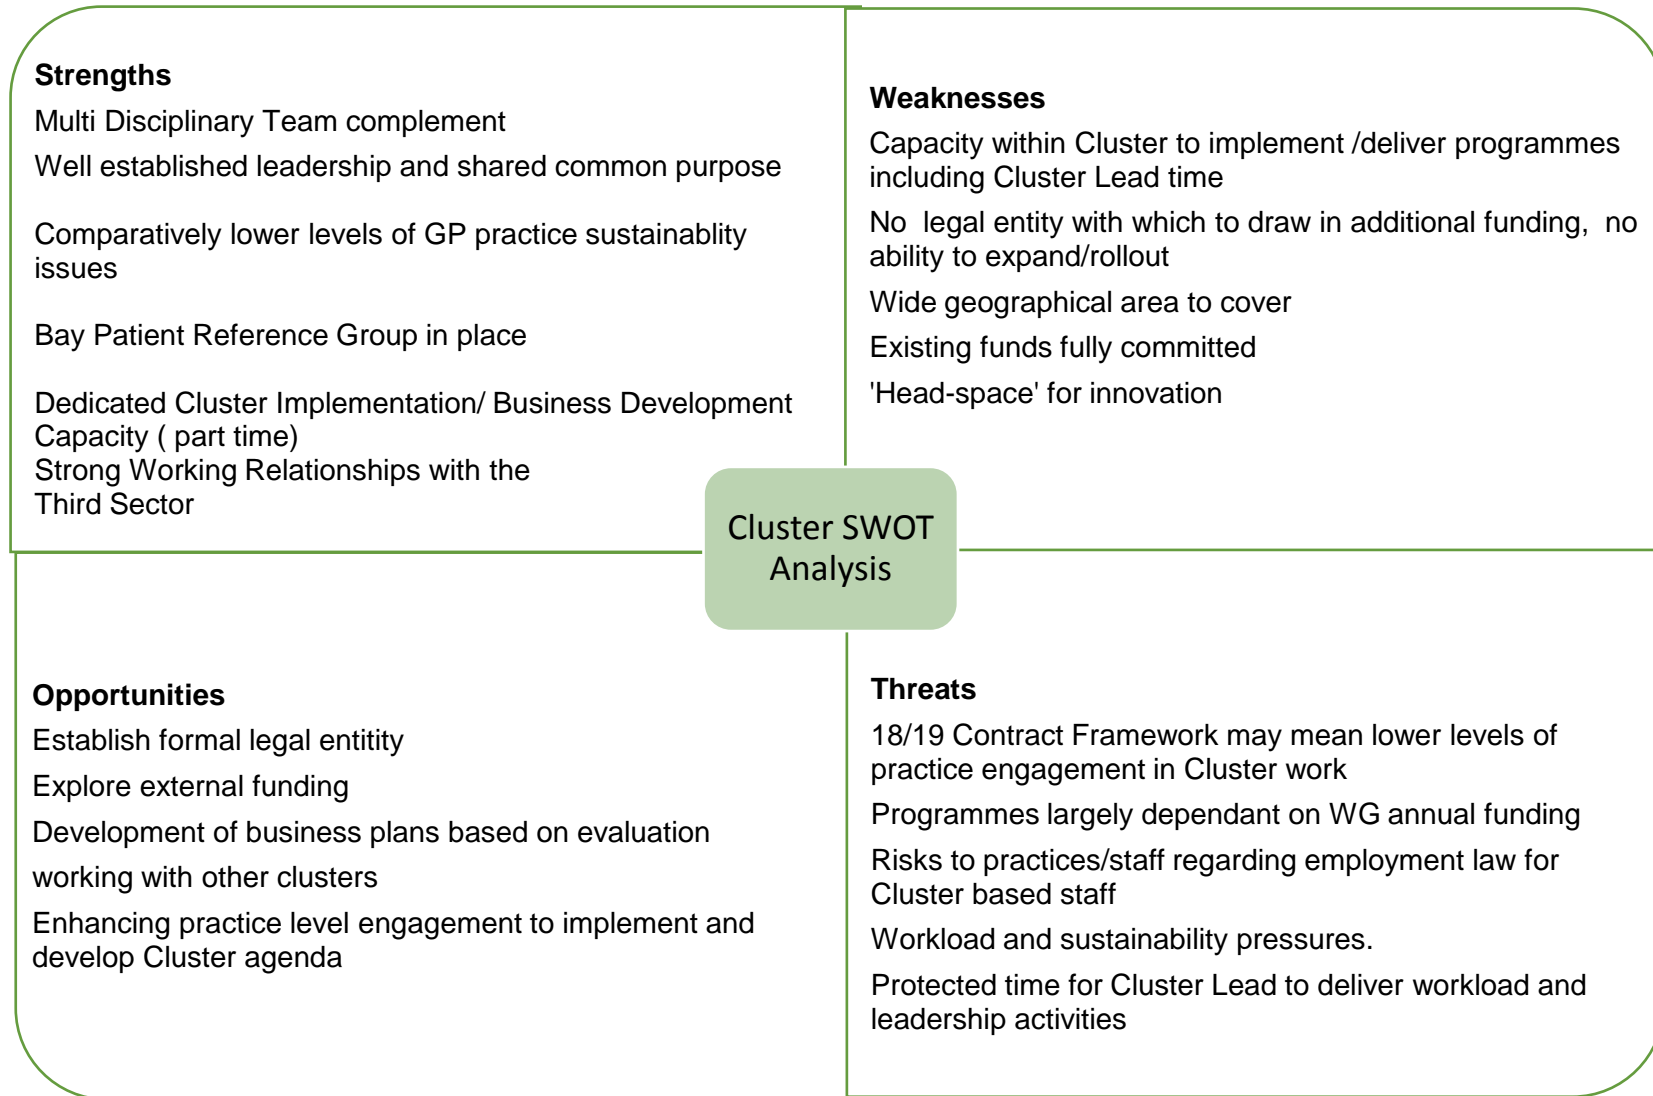 Strengths
Multi Disciplinary Team complement
Well established leadership and shared common purpose
Comparatively lower levels of GP practice sustainablity
issues
Bay Patient Reference Group in place
Dedicated Cluster Implementation/ Business Development
Capacity ( part time)
Strong Working Relationships with the
Third Sector
Weaknesses
Capacity within Cluster to implement /deliver programmes
including Cluster Lead time
No  legal entity with which to draw in additional funding,  no
ability to expand/rollout
Wide geographical area to cover
Existing funds fully committed
'Head-space' for innovation
Cluster SWOT
Analysis
Opportunities
Establish formal legal entitity
Explore external funding
Development of business plans based on evaluation
working with other clusters
Enhancing practice level engagement to implement and
develop Cluster agenda
Threats
18/19 Contract Framework may mean lower levels of
practice engagement in Cluster work
Programmes largely dependant on WG annual funding
Risks to practices/staff regarding employment law for
Cluster based staff
Workload and sustainability pressures.
Protected time for Cluster Lead to deliver workload and
leadership activities